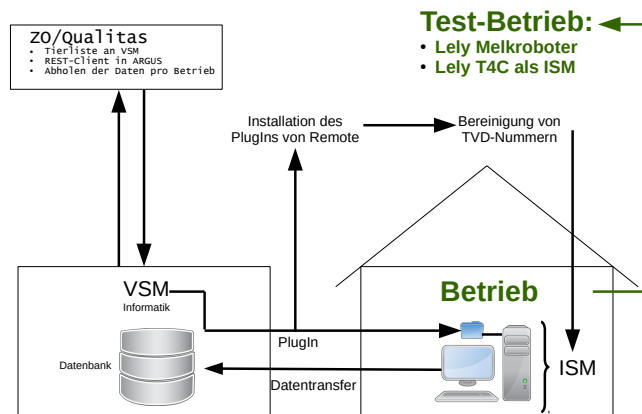 ZO/Qualitas
• Tierliste an VSM
• REST-Client in ARGUS
• Abholen der Daten pro Betrieb
Test-Betrieb:
• Lely Melkroboter
• Lely T4C als ISM
Installation des
PlugIns von Remote
Bereinigung von
TVD-Nummern
VSM
Informatik
Betrieb
PlugIn
Datenbank
Datentransfer
ISM